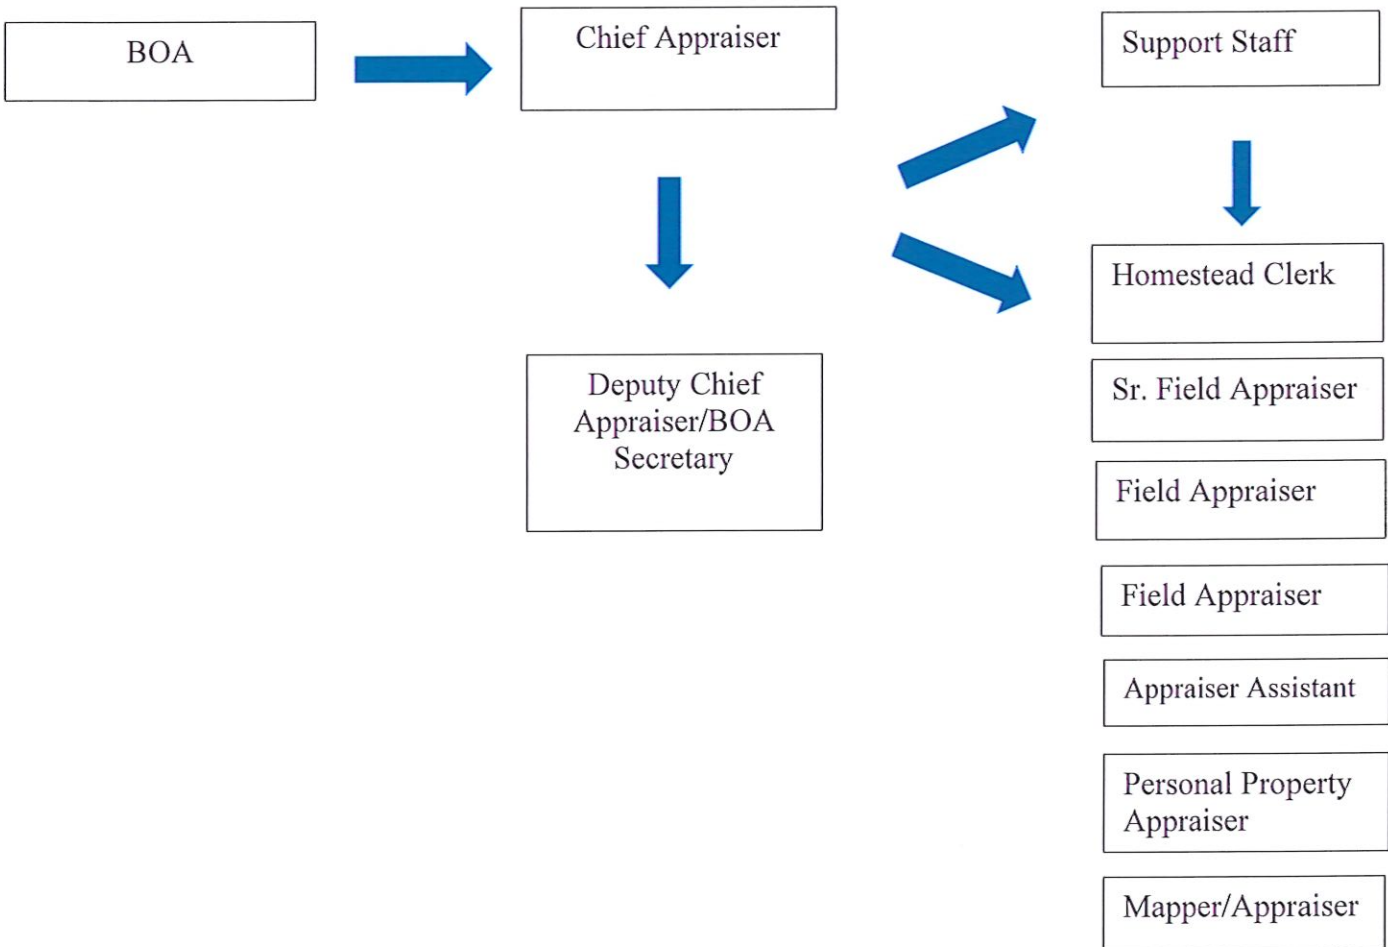 BOA
Chief Appraiser
Support Staff
Homestead Clerk
Deputy Chief
Appraiser/BOA
Secretary
Sr. Field Appraiser
Field Appraiser
Field Appraiser
Appraiser Assistant
Personal Property
Appraiser
Mapper/Appraiser